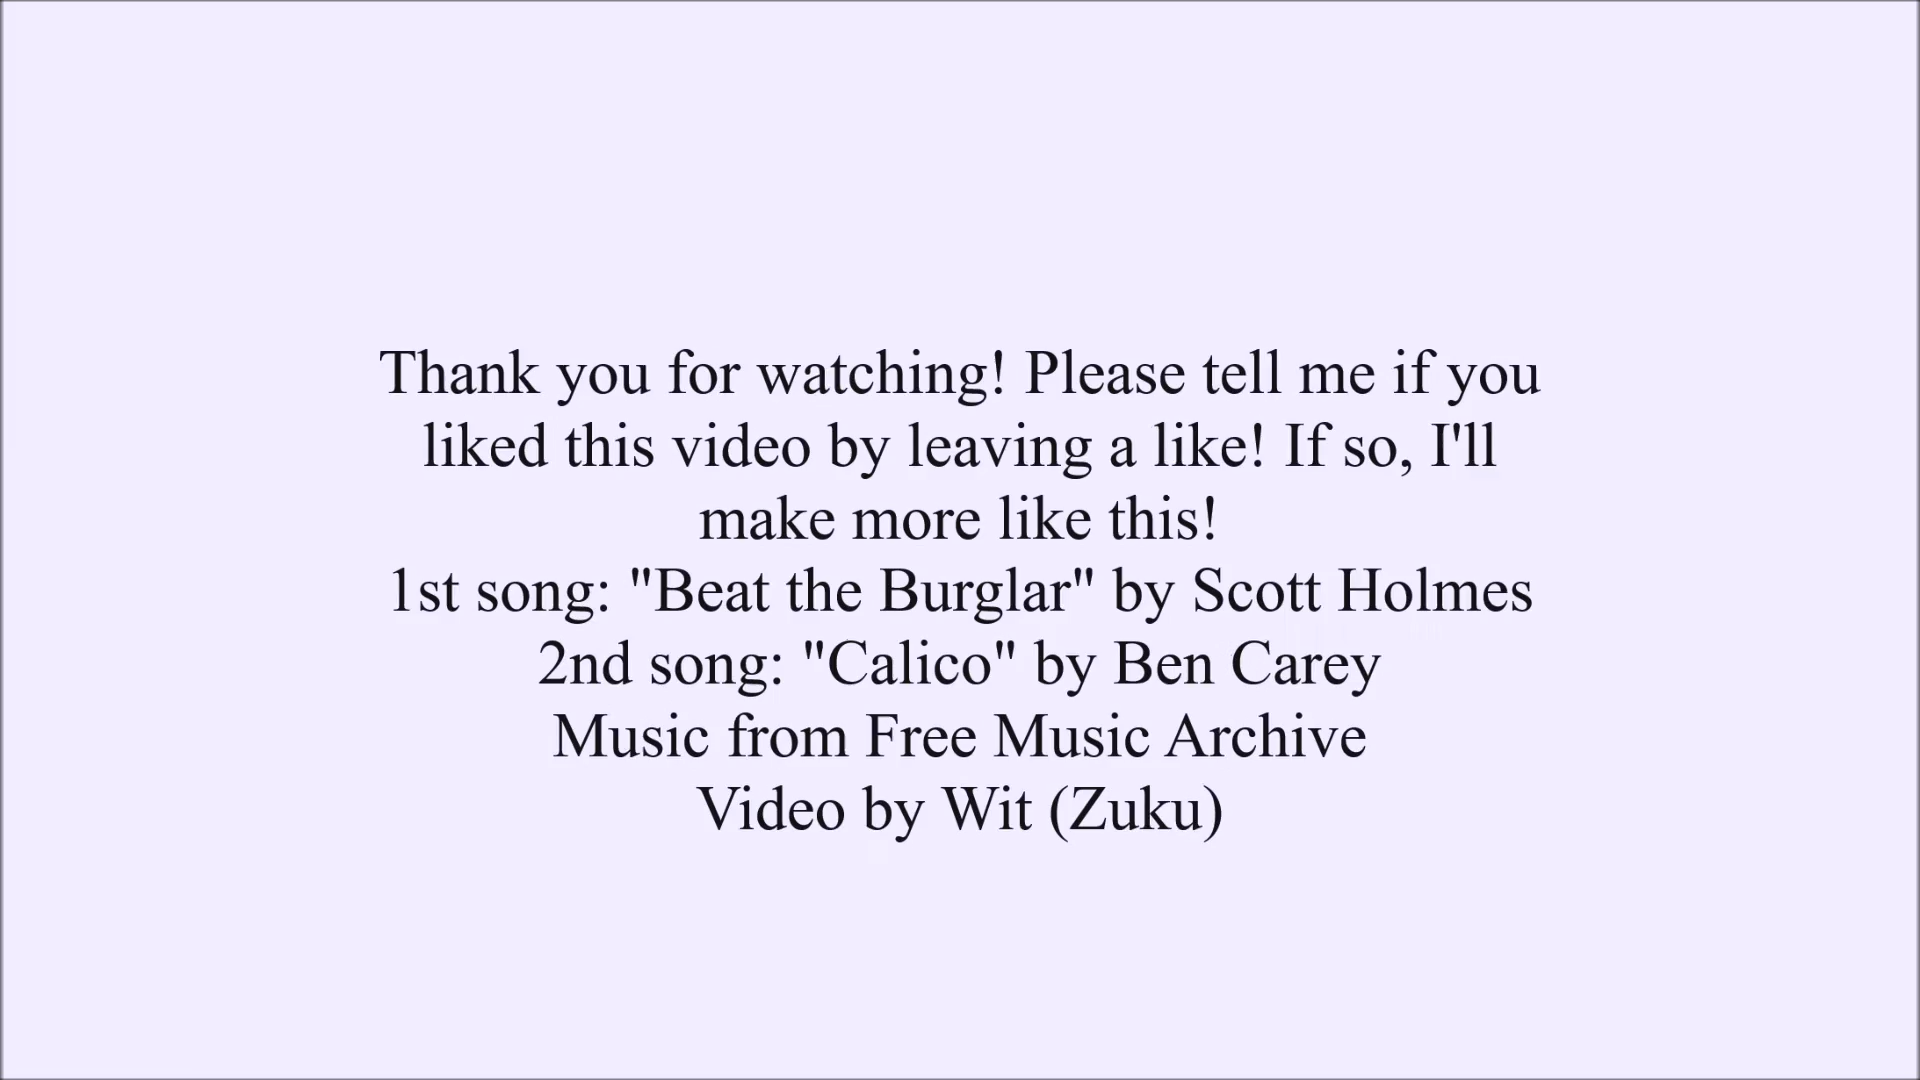 Thank you for watching! Please tell me if you
liked this video by leaving a like! If so, I'll
make more like this!
1st song: "Beat the Burglar" by Scott Holmes
2nd song: "Calico" by Ben Carey
Music from Free Music Archive
Video by Wit (Zuku)